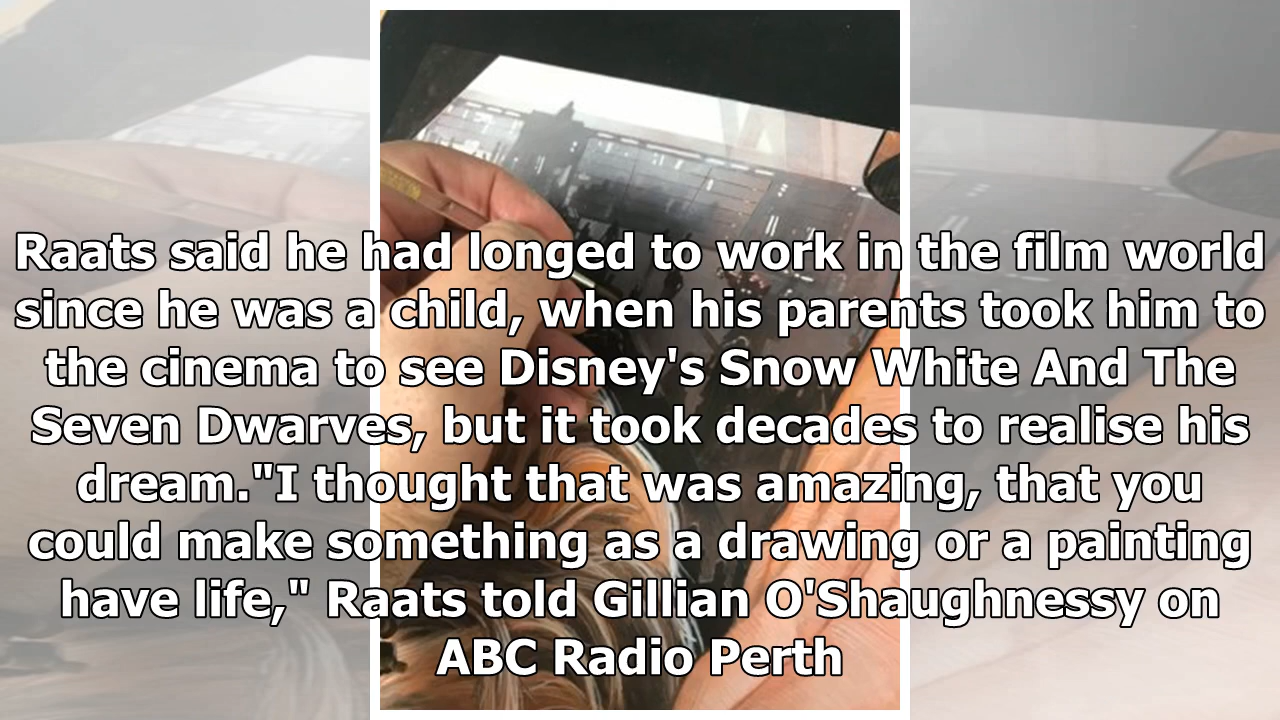 Raats said he had longed to work in the film world
since he was a child, when his parents took him to
the cinema to see Disney's Snow White And The
Seven Dwarves, but it took decades to realise his
dream."I thought that was amazing, that you
could make something as a drawing or a painting
have life," Raats told Gillian O'Shaughnessy on
ABC Radio Perth